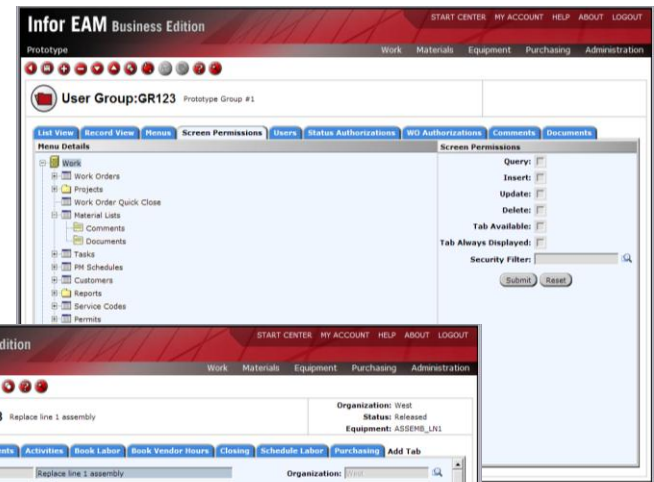 Infor EAM Business Edition
START CENTER MY ACCOUNT HELP ABOUT LOGOUT
Prototype
Work Materials Equipment Purchasing Administration
User Group:GR123 Prototype Group #1
List View Record View Menus Screen Permissions Users Status Authorizations WO Authorizations Comments Documents
Menu Details
Screen Permissions
Work
Work Orders
Projects
Work Order Quick Close
Material Lists
Comments
Documents
Tasks
PM Schedules
Customers
Reports
Service Codes
Permits
Query:
Insert:
Update:
Delete:
Tab Available:
Tab Always Displayed:
Security Filter:
Submit Reset
START CENTER MY ACCOUNT HELP ABOUT LOGOUT
Work Materials Equipment Purchasing Administration
Replace line 1 assembly
Organization: West
Status: Released
Equipment: ASSEMB_LN1
Activities Book Labor Book Vendor Hours Closing Schedule Labor Purchasing Add Tab
Replace line 1 assembly
Organization: West